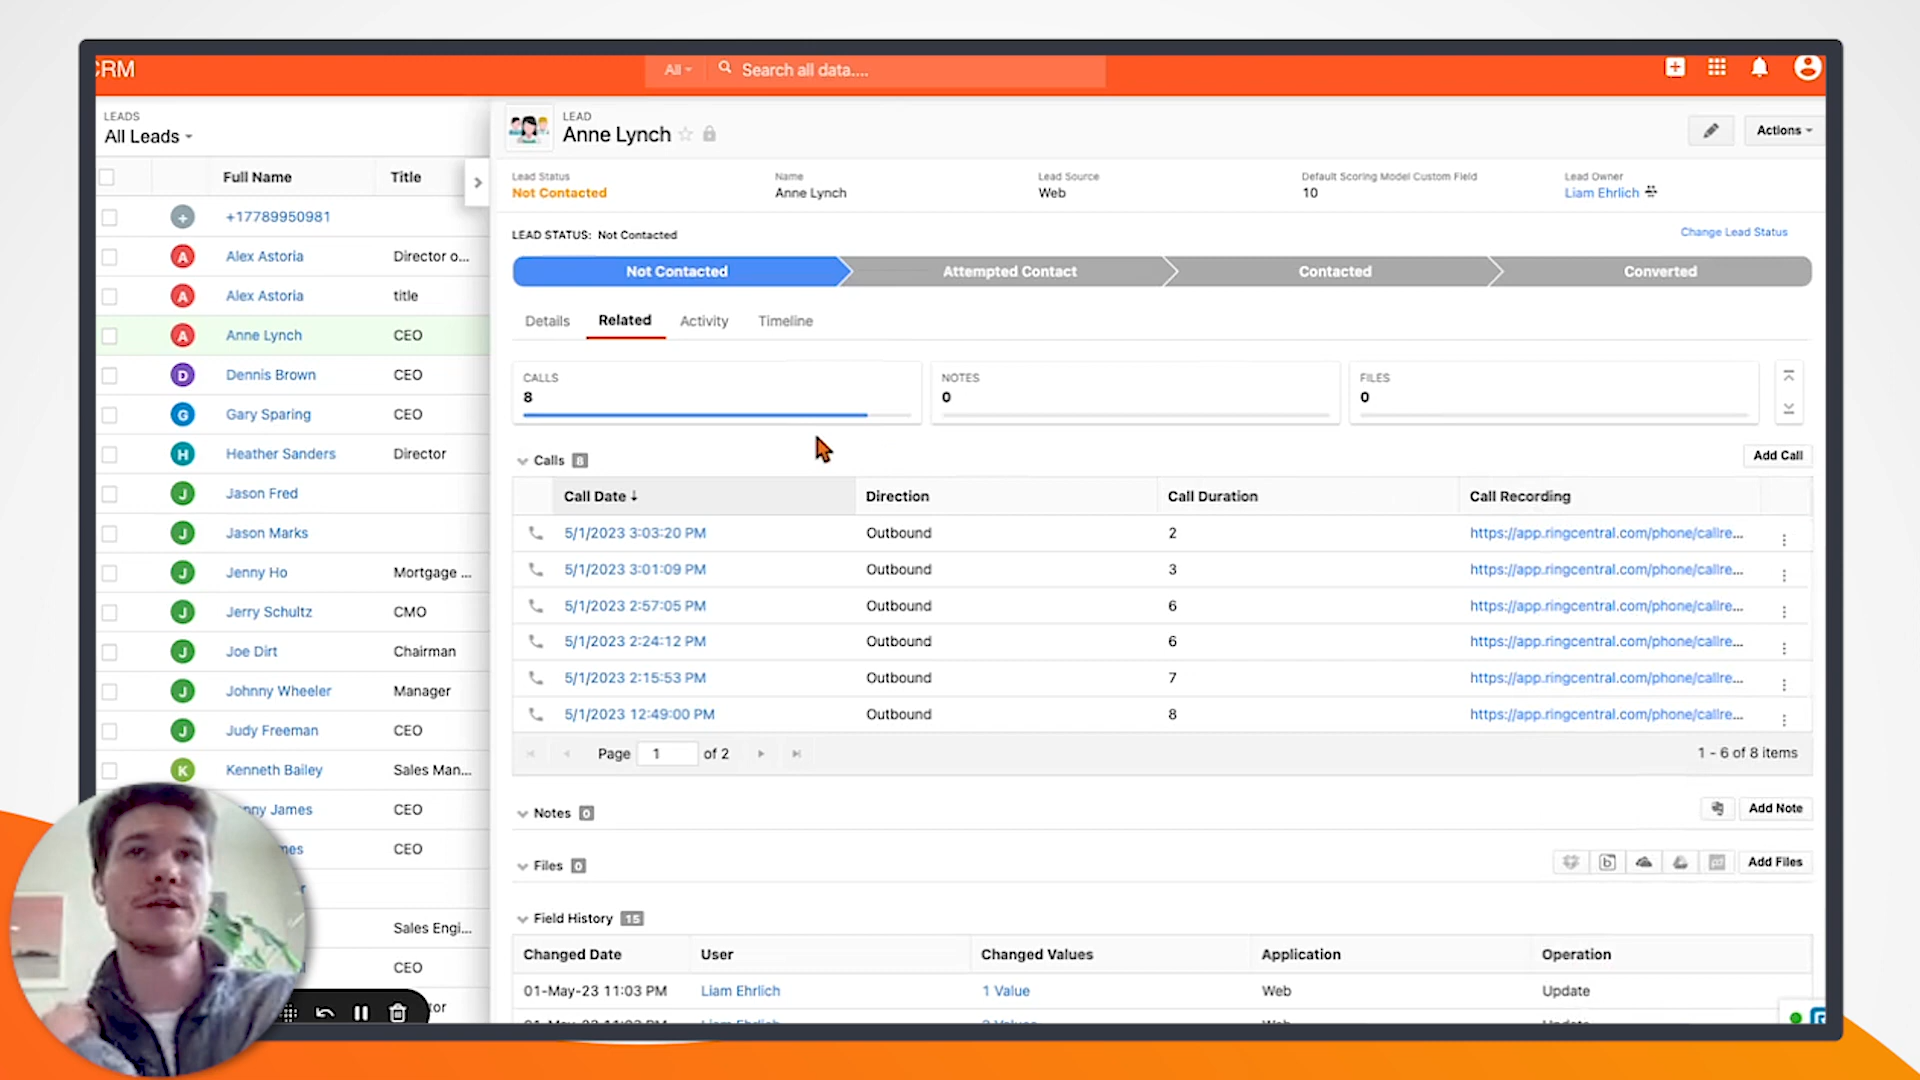 CRM
All
Search all data....
LEADS
All Leads
Full Name Title
+17789950981
A Alex Astoria Director o...
A Alex Astoria title
A Anne Lynch CEO
D Dennis Brown CEO
G Gary Sparing CEO
H Heather Sanders Director
J Jason Fred
J Jason Marks
J Jenny Ho Mortgage ...
J Jerry Schultz CMO
J Joe Dirt Chairman
J Johnny Wheeler Manager
J Judy Freeman CEO
K Kenneth Bailey Sales Man...
nny James CEO
mes CEO
Sales Engi...
CEO
tor
LEAD
Anne Lynch
Actions
Lead Status Name Lead Source Default Scoring Model Custom Field Lead Owner
Not Contacted Anne Lynch Web 10 Liam Ehrlich
LEAD STATUS: Not Contacted
Change Lead Status
Not Contacted Attempted Contact Contacted Converted
Details Related Activity Timeline
CALLS NOTES FILES
8 0 0
Calls 8
Add Call
Call Date ↓ Direction Call Duration Call Recording
5/1/2023 3:03:20 PM Outbound 2 https://app.ringcentral.com/phone/callre...
5/1/2023 3:01:09 PM Outbound 3 https://app.ringcentral.com/phone/callre...
5/1/2023 2:57:05 PM Outbound 6 https://app.ringcentral.com/phone/callre...
5/1/2023 2:24:12 PM Outbound 6 https://app.ringcentral.com/phone/callre...
5/1/2023 2:15:53 PM Outbound 7 https://app.ringcentral.com/phone/callre...
5/1/2023 12:49:00 PM Outbound 8 https://app.ringcentral.com/phone/callre...
Page 1 of 2
1 - 6 of 8 items
Notes 0
Add Note
Files 0
Add Files
Field History 15
Changed Date User Changed Values Application Operation
01-May-23 11:03 PM Liam Ehrlich 1 Value Web Update